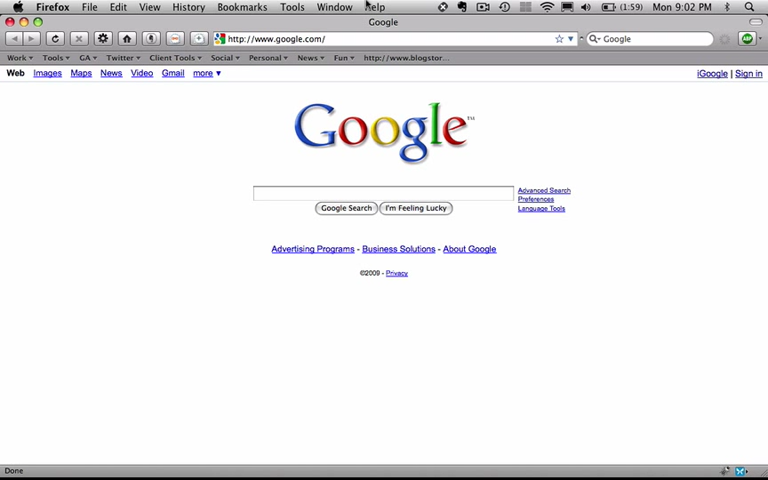 Firefox File Edit View History Bookmarks Tools Window Help (1:59) Mon 9:02 PM
Google
http://www.google.com/ Google ABP
Work Tools GA Twitter Client Tools Social Personal News Fun http://www.blogstor...
Web Images Maps News Video Gmail more iGoogle | Sign in
Google™
Advanced Search
Preferences
Google Search I'm Feeling Lucky Language Tools
Advertising Programs - Business Solutions - About Google
©2009 - Privacy
Done